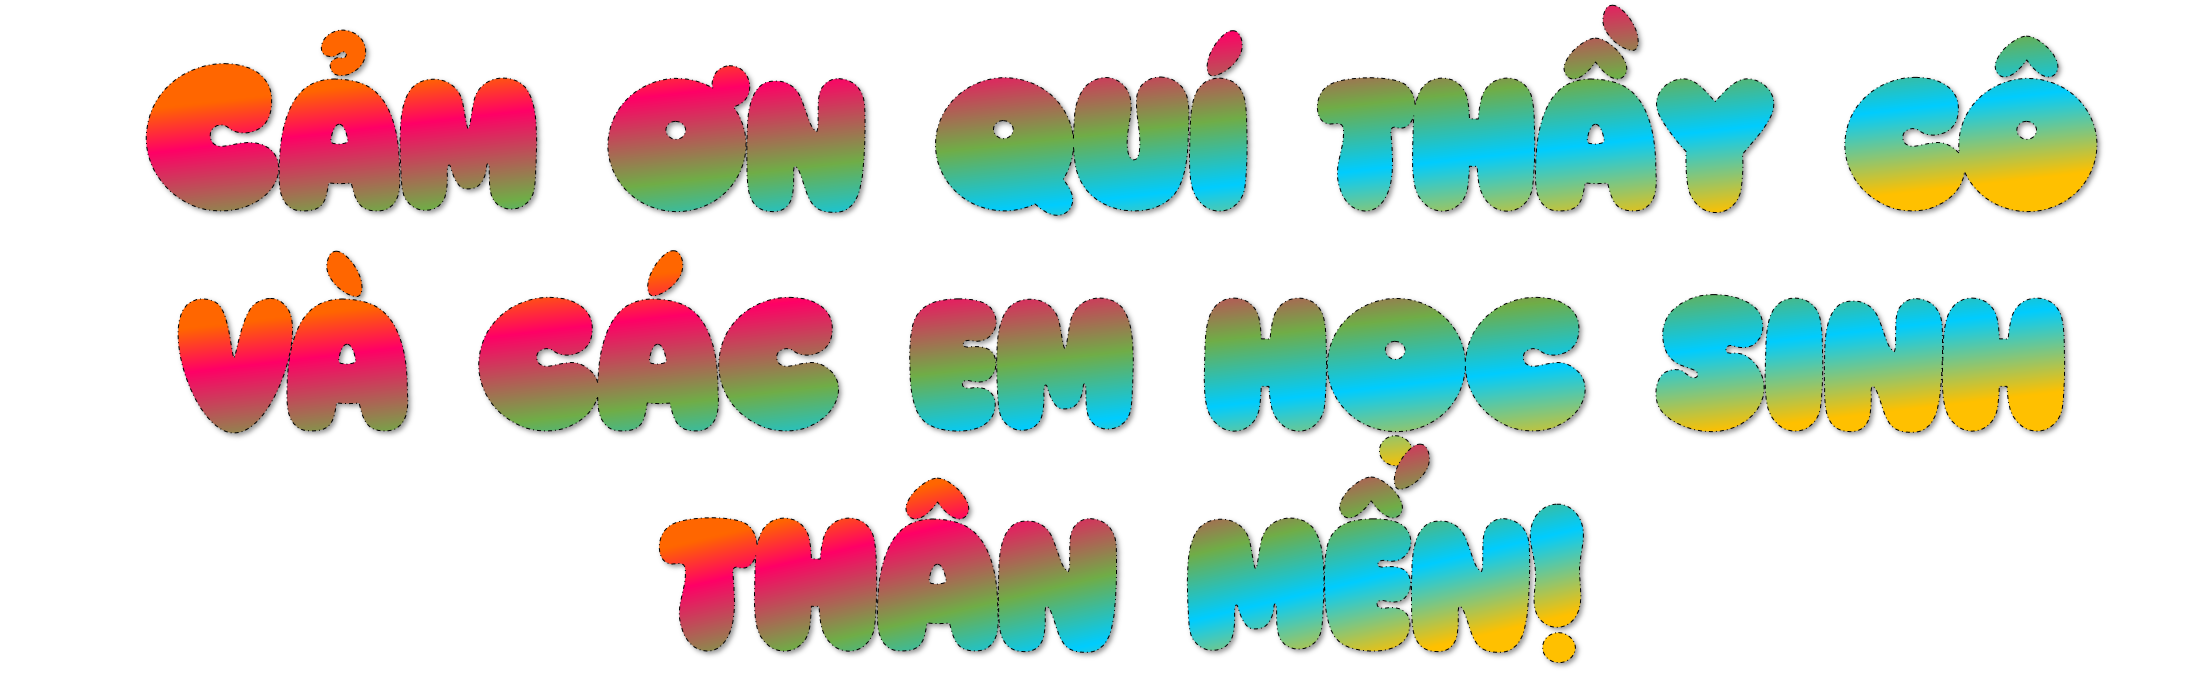 CẢM ƠN QUÍ THẦY CÔ
VÀ CÁC EM HỌC SINH
THÂN MẾN!